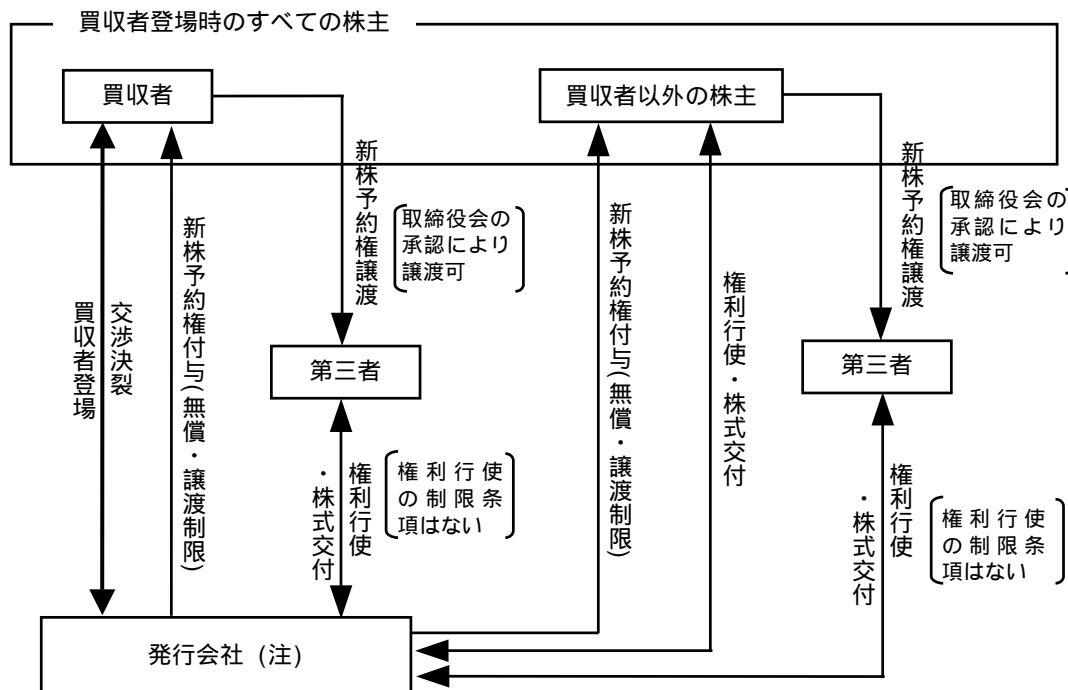 買収者登場時のすべての株主
買収者
買収者以外の株主
新株予約権譲渡
取締役会の
承認により
譲渡可
新株予約権譲渡
取締役会の
承認により
譲渡可
買収者登場
交渉決裂
新株予約権付与(無償・譲渡制限)
第三者
新株予約権付与(無償・譲渡制限)
権利行使・株式交付
第三者
権利行使
・株式交付
権利行使
の制限条
項はない
権利行使
・株式交付
権利行使
の制限条
項はない
発行会社 (注)